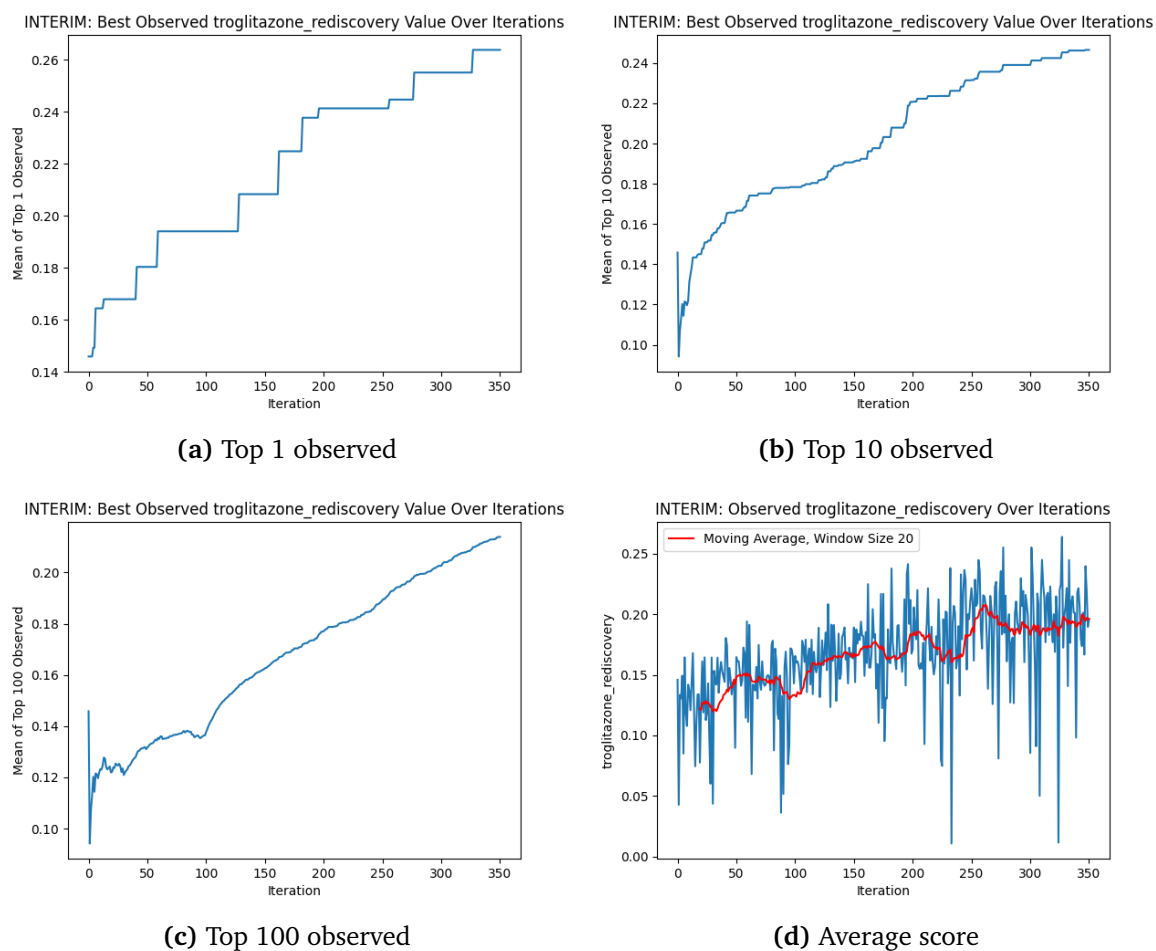 INTERIM: Best Observed troglitazone_rediscovery Value Over Iterations
Mean of Top 1 Observed
0.26
0.24
0.22
0.20
0.18
0.16
0.14
0 50 100 150 200 250 300 350
Iteration
(a) Top 1 observed
INTERIM: Best Observed troglitazone_rediscovery Value Over Iterations
Mean of Top 10 Observed
0.24
0.22
0.20
0.18
0.16
0.14
0.12
0.10
0 50 100 150 200 250 300 350
Iteration
(b) Top 10 observed
INTERIM: Best Observed troglitazone_rediscovery Value Over Iterations
Mean of Top 100 Observed
0.20
0.18
0.16
0.14
0.12
0.10
0 50 100 150 200 250 300 350
Iteration
(c) Top 100 observed
INTERIM: Observed troglitazone_rediscovery Over Iterations
Moving Average, Window Size 20
troglitazone_rediscovery
0.25
0.20
0.15
0.10
0.05
0.00
0 50 100 150 200 250 300 350
Iteration
(d) Average score